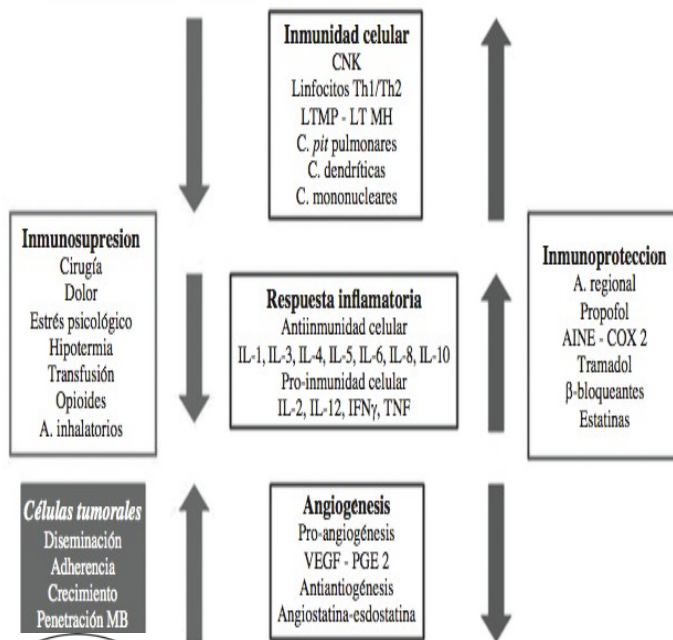 Inmunidad celular
CNK
Linfocitos Th1/Th2
LTMP - LT MH
C. pit pulmonares
C. dendríticas
C. mononucleares
Inmunosupresion
Cirugía
Dolor
Estrés psicológico
Hipotermia
Transfusión
Opioides
A. inhalatorios
Respuesta inflamatoria
Antiinmunidad celular
IL-1, IL-3, IL-4, IL-5, IL-6, IL-8, IL-10
Pro-inmunidad celular
IL-2, IL-12, IFNγ, TNF
Inmunoproteccion
A. regional
Propofol
AINE - COX 2
Tramadol
β-bloqueantes
Estatinas
Células tumorales
Diseminación
Adherencia
Crecimiento
Penetración MB
Angiogénesis
Pro-angiogénesis
VEGF - PGE 2
Antiantiogénesis
Angiostatina-esdostatina